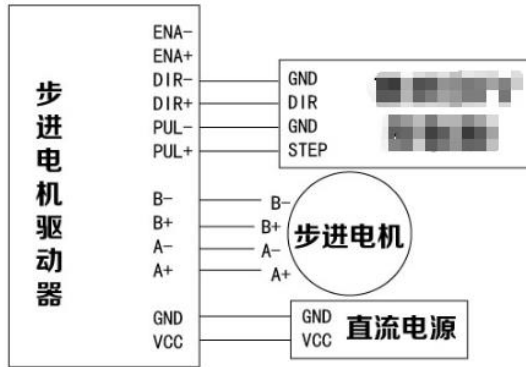 步进电机驱动器
ENA-
ENA+
DIR-
DIR+
PUL-
PUL+
B-
B+
A-
A+
GND
VCC
GND
DIR
GND
STEP
B-
B+
A-
A+
步进电机
GND
VCC
直流电源